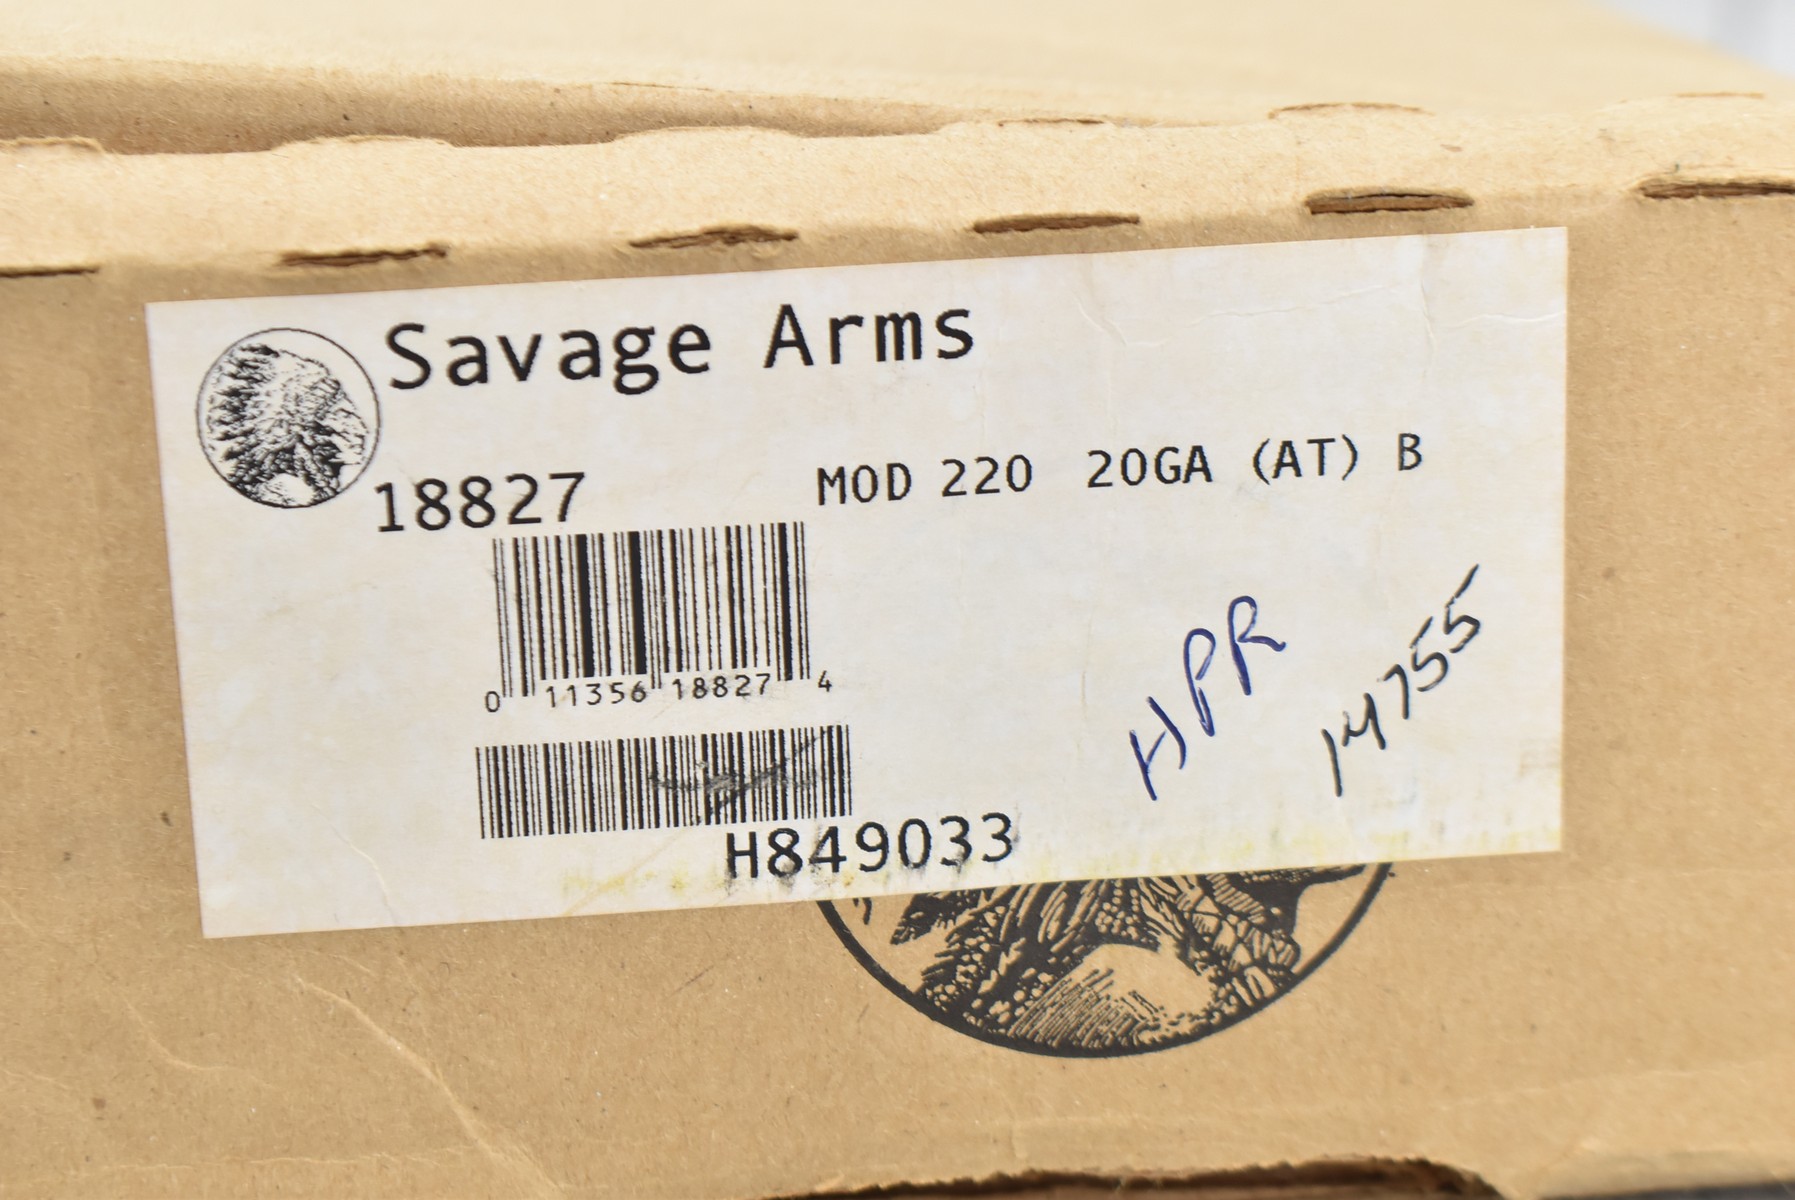 Savage Arms
18827
MOD 220 20GA (AT) B
0 11356 18827 4
HPR
14755
H849033